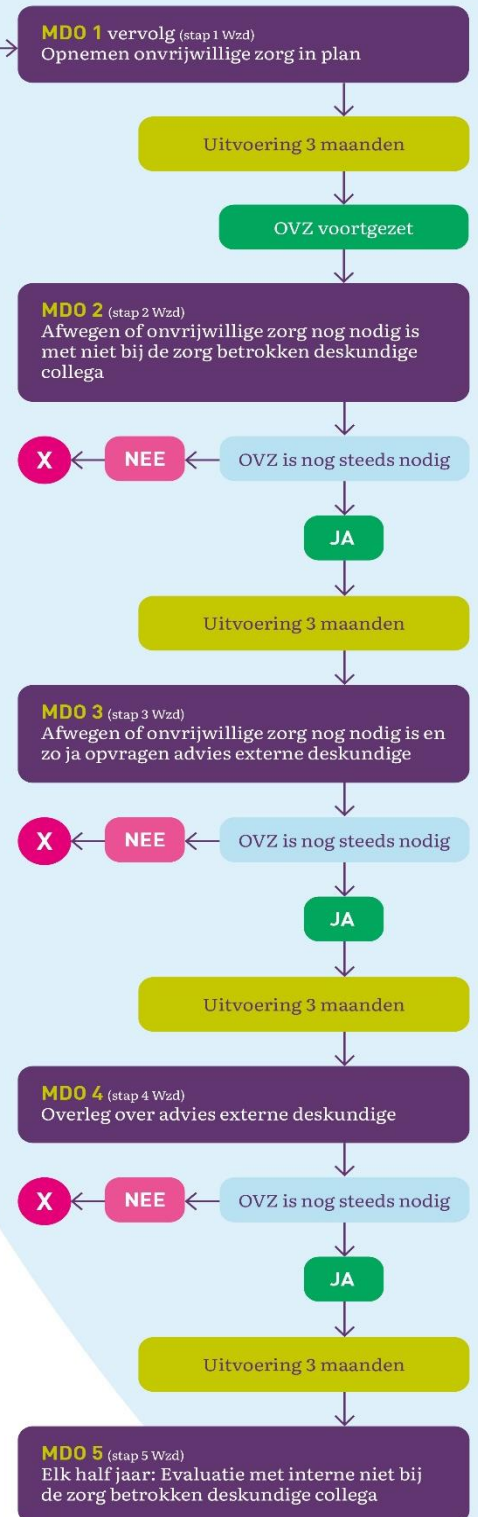 MDO 1 vervolg (stap 1 Wzd)
Opnemen onvrijwillige zorg in plan
Uitvoering 3 maanden
OVZ voortgezet
MDO 2 (stap 2 Wzd)
Afwegen of onvrijwillige zorg nog nodig is
met niet bij de zorg betrokken deskundige
collega
X NEE OVZ is nog steeds nodig
JA
Uitvoering 3 maanden
MDO 3 (stap 3 Wzd)
Afwegen of onvrijwillige zorg nog nodig is en
zo ja opvragen advies externe deskundige
X NEE OVZ is nog steeds nodig
JA
Uitvoering 3 maanden
MDO 4 (stap 4 Wzd)
Overleg over advies externe deskundige
X NEE OVZ is nog steeds nodig
JA
Uitvoering 3 maanden
MDO 5 (stap 5 Wzd)
Elk half jaar: Evaluatie met interne niet bij
de zorg betrokken deskundige collega